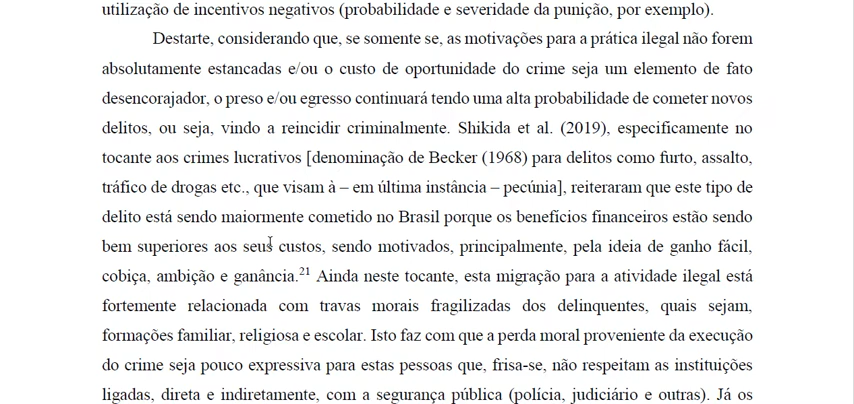 utilização de incentivos negativos (probabilidade e severidade da punição, por exemplo).
Destarte, considerando que, se somente se, as motivações para a prática ilegal não forem
absolutamente estancadas e/ou o custo de oportunidade do crime seja um elemento de fato
desencorajador, o preso e/ou egresso continuará tendo uma alta probabilidade de cometer novos
delitos, ou seja, vindo a reincidir criminalmente. Shikida et al. (2019), especificamente no
tocante aos crimes lucrativos [denominação de Becker (1968) para delitos como furto, assalto,
tráfico de drogas etc., que visam à – em última instância – pecúnia], reiteraram que este tipo de
delito está sendo maiormente cometido no Brasil porque os benefícios financeiros estão sendo
bem superiores aos seus custos, sendo motivados, principalmente, pela ideia de ganho fácil,
cobiça, ambição e ganância.21 Ainda neste tocante, esta migração para a atividade ilegal está
fortemente relacionada com travas morais fragilizadas dos delinquentes, quais sejam,
formações familiar, religiosa e escolar. Isto faz com que a perda moral proveniente da execução
do crime seja pouco expressiva para estas pessoas que, frisa-se, não respeitam as instituições
ligadas, direta e indiretamente, com a segurança pública (polícia, judiciário e outras). Já os